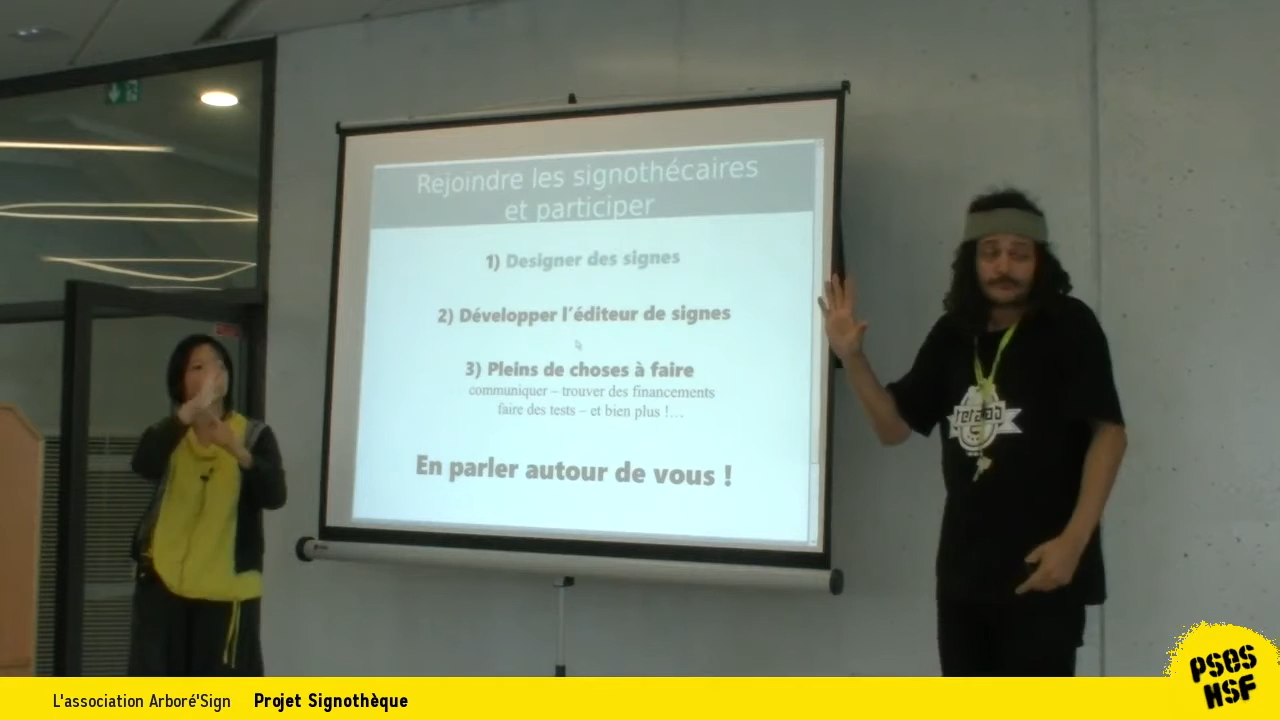 Rejoindre les signothécaires
et participer
1) Designer des signes
2) Développer l'éditeur de signes
3) Pleins de choses à faire
communiquer – trouver des financements
faire des tests – et bien plus !...
En parler autour de vous !
L'association Arboré'Sign Projet Signothèque
PSES
HSF